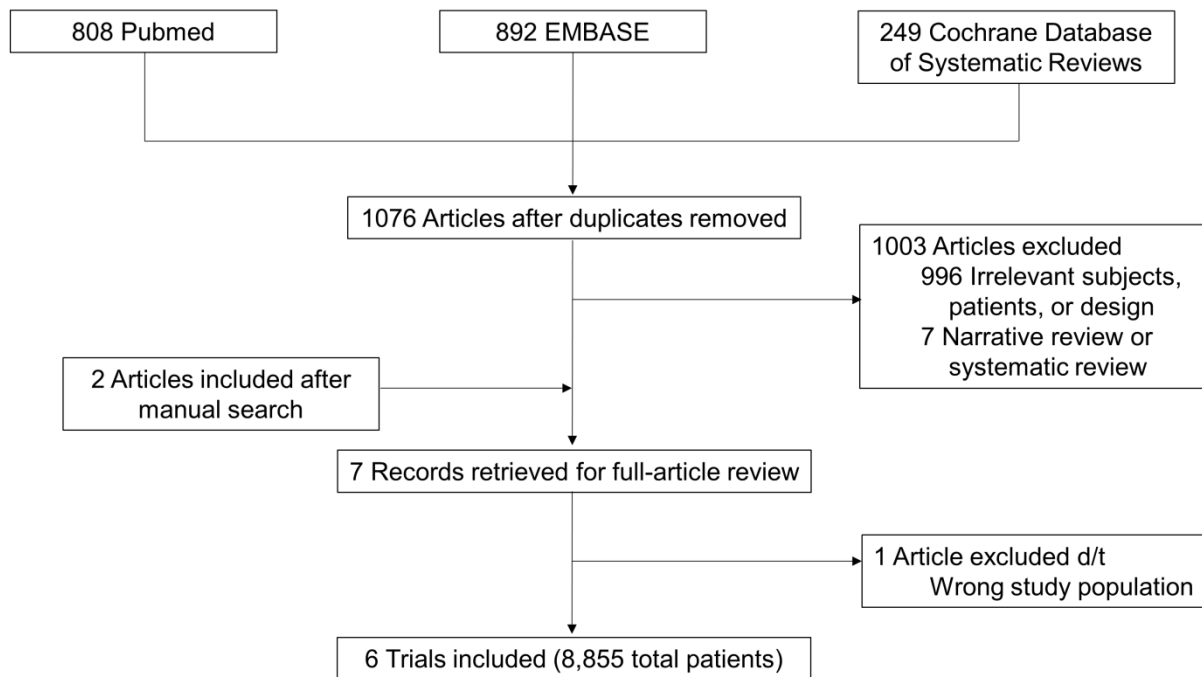 808 Pubmed
892 EMBASE
249 Cochrane Database
of Systematic Reviews
1076 Articles after duplicates removed
1003 Articles excluded
996 Irrelevant subjects,
patients, or design
7 Narrative review or
systematic review
2 Articles included after
manual search
7 Records retrieved for full-article review
1 Article excluded d/t
Wrong study population
6 Trials included (8,855 total patients)